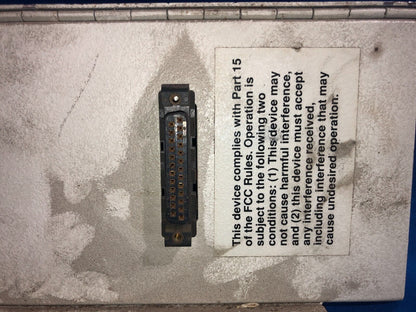 This device complies with Part 15
of the FCC Rules. Operation is
subject to the following two
conditions: (1) This device may
not cause harmful interference,
and (2) this device must accept
any interference received,
including interference that may
cause undesired operation.